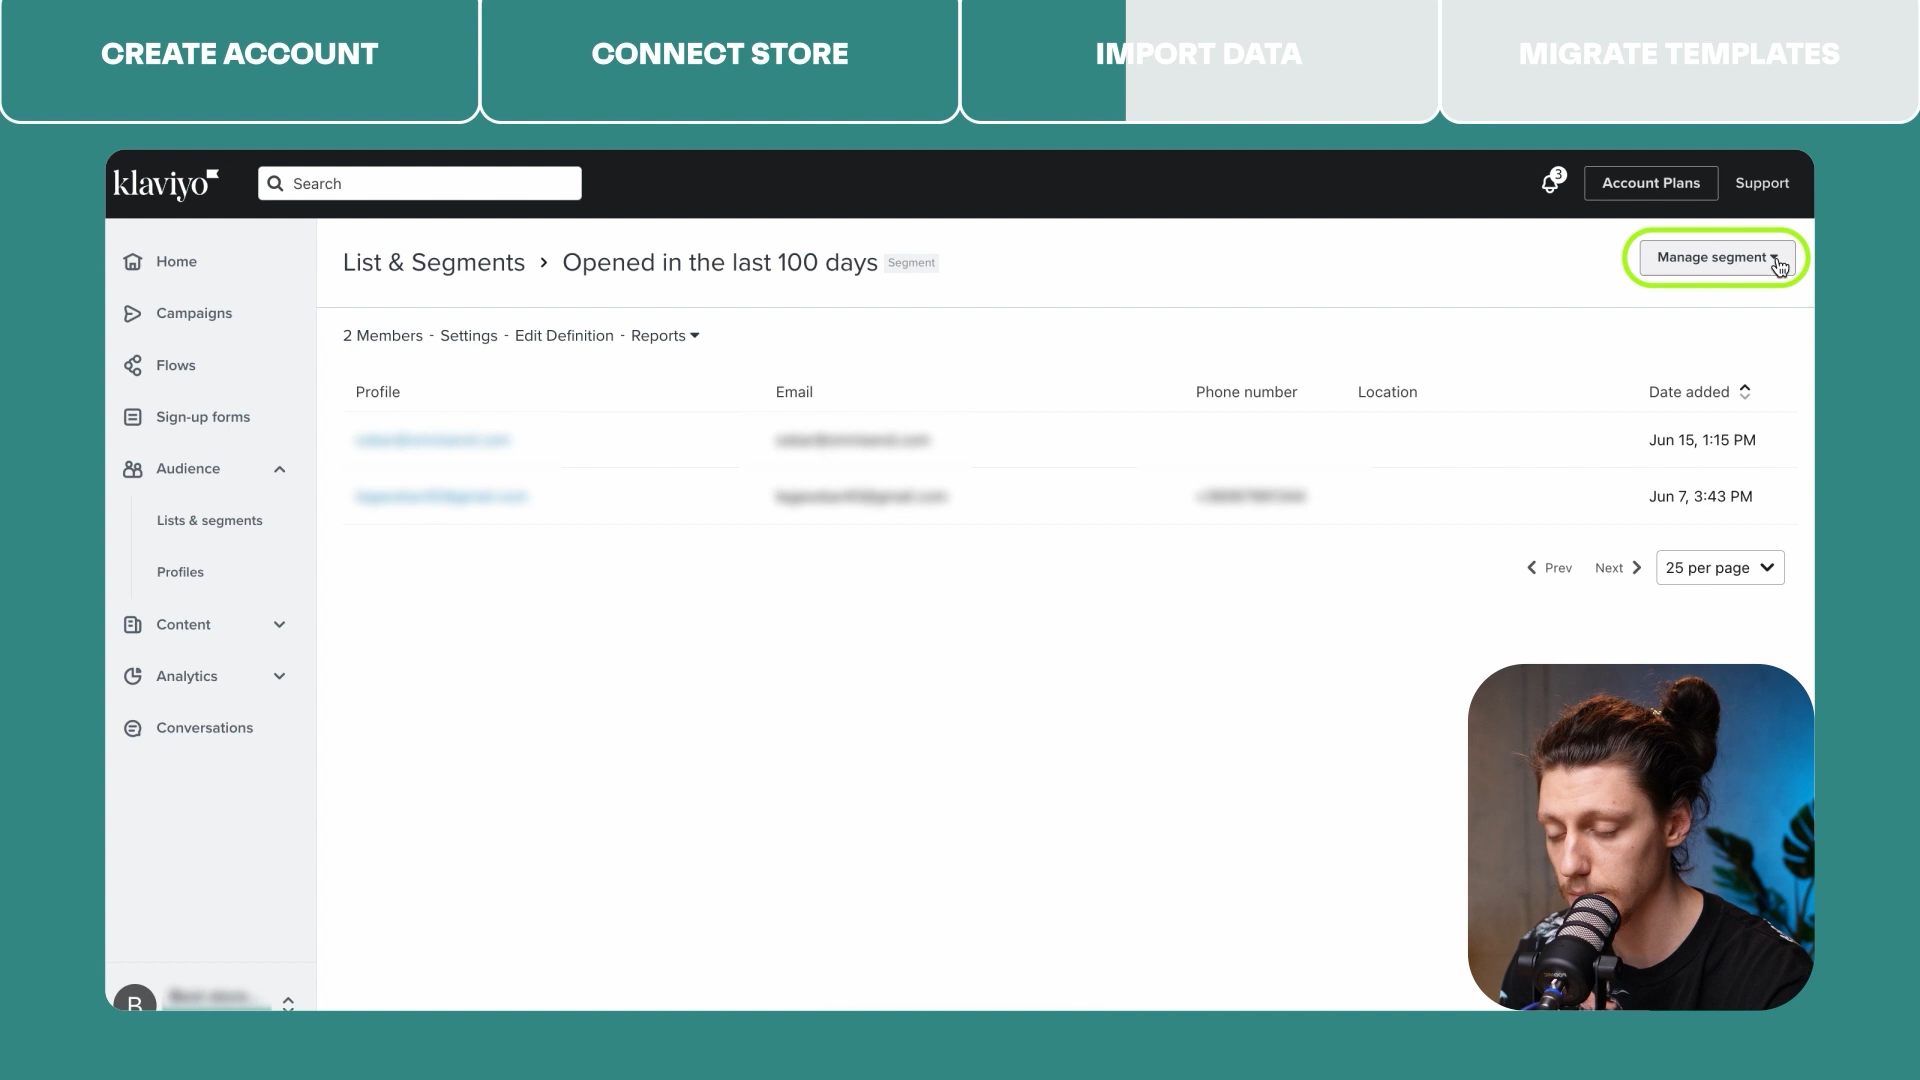 CREATE ACCOUNT
CONNECT STORE
IMPORT DATA
MIGRATE TEMPLATES
klaviyo
Search
3
Account Plans
Support
Home
Campaigns
Flows
Sign-up forms
Audience
Lists & segments
Profiles
Content
Analytics
Conversations
B
List & Segments › Opened in the last 100 days Segment
Manage segment
2 Members - Settings - Edit Definition - Reports
Profile Email Phone number Location Date added
Jun 15, 1:15 PM
Jun 7, 3:43 PM
Prev Next 25 per page